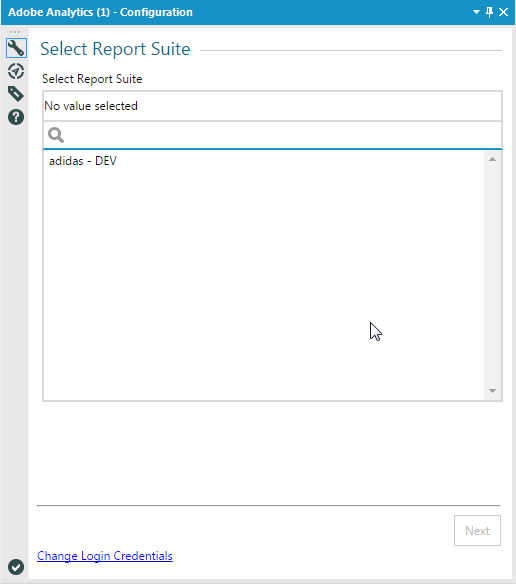 Adobe Analytics (1) - Configuration
Select Report Suite
Select Report Suite
No value selected
adidas - DEV
Next
Change Login Credentials